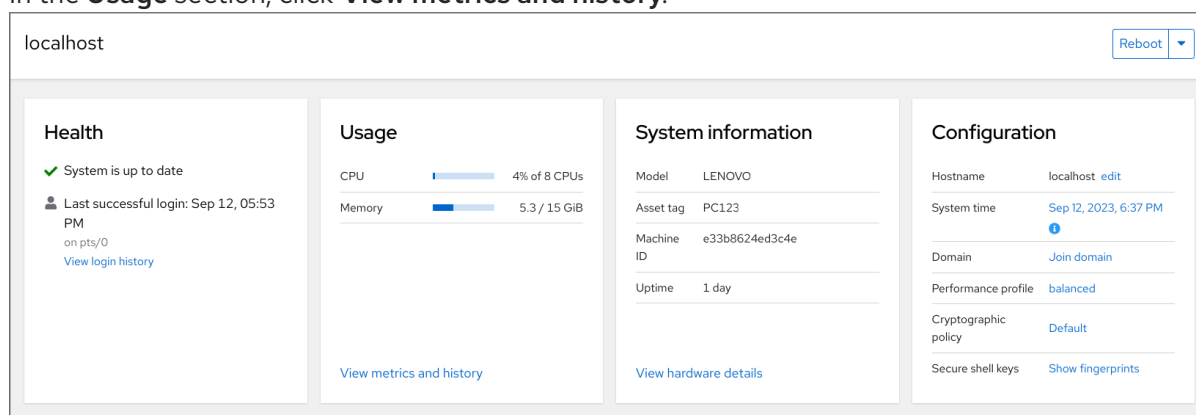 In the Usage section, click View metrics and history.
localhost
Reboot
Health
System is up to date
Last successful login: Sep 12, 05:53
PM
on pts/0
View login history
Usage
CPU 4% of 8 CPUs
Memory 5.3 / 15 GiB
View metrics and history
System information
Model LENOVO
Asset tag PC123
Machine e33b8624ed3c4e
ID
Uptime 1 day
View hardware details
Configuration
Hostname localhost edit
System time Sep 12, 2023, 6:37 PM
Domain Join domain
Performance profile balanced
Cryptographic
policy Default
Secure shell keys Show fingerprints